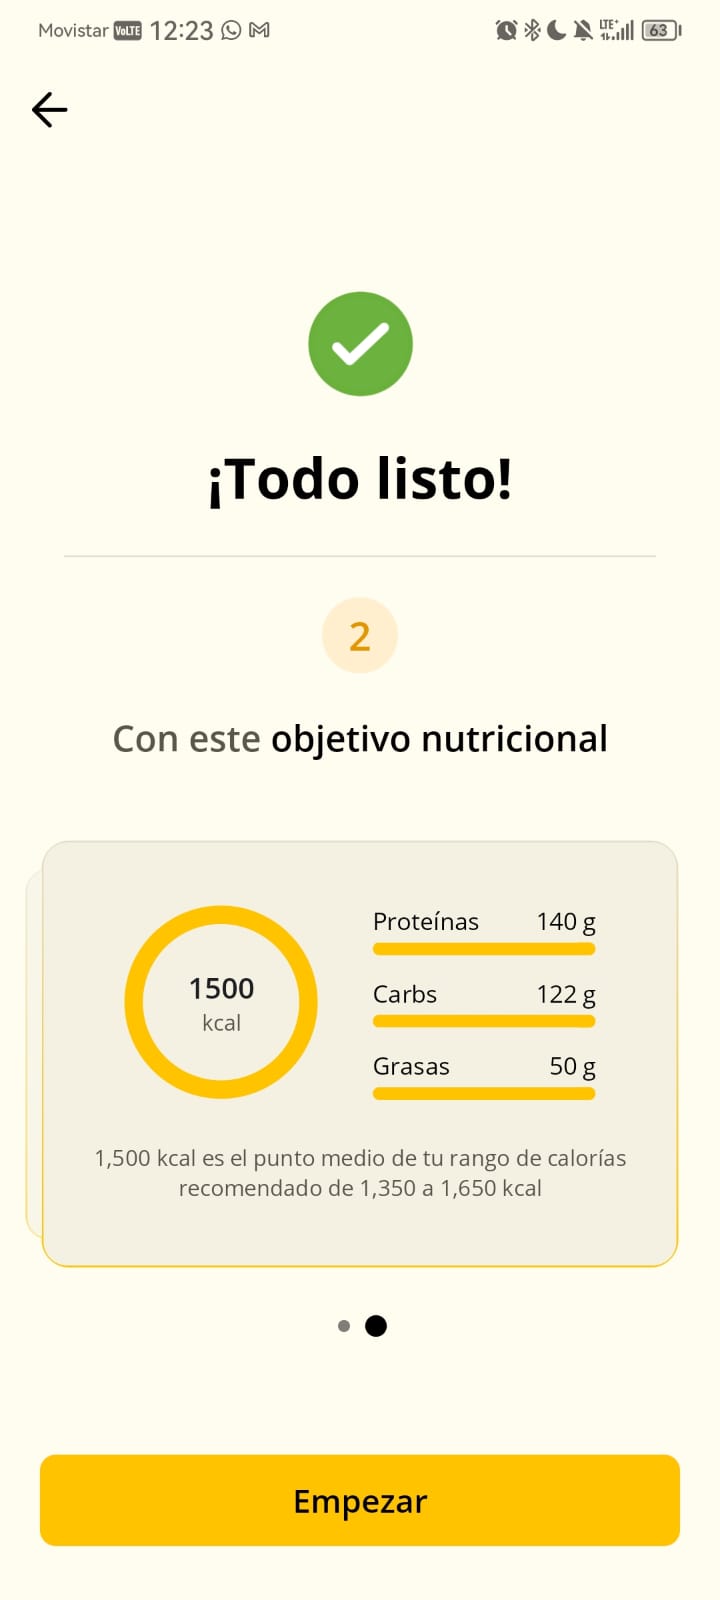 Movistar VoLTE 12:23 LTE+ 63
¡Todo listo!
2
Con este objetivo nutricional
1500
kcal
Proteínas 140 g
Carbs 122 g
Grasas 50 g
1,500 kcal es el punto medio de tu rango de calorías
recomendado de 1,350 a 1,650 kcal
Empezar